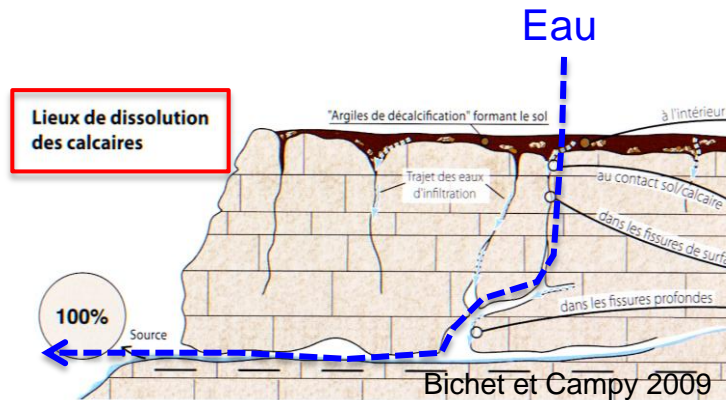 Eau
Lieux de dissolution
des calcaires
"Argiles de décalcification" formant le sol
à l'intérieur
Trajet des eaux
d'infiltration
au contact sol/calcaire
dans les fissures de
dans les fissures profondes
100%
Source
Bichet et Campy 2009